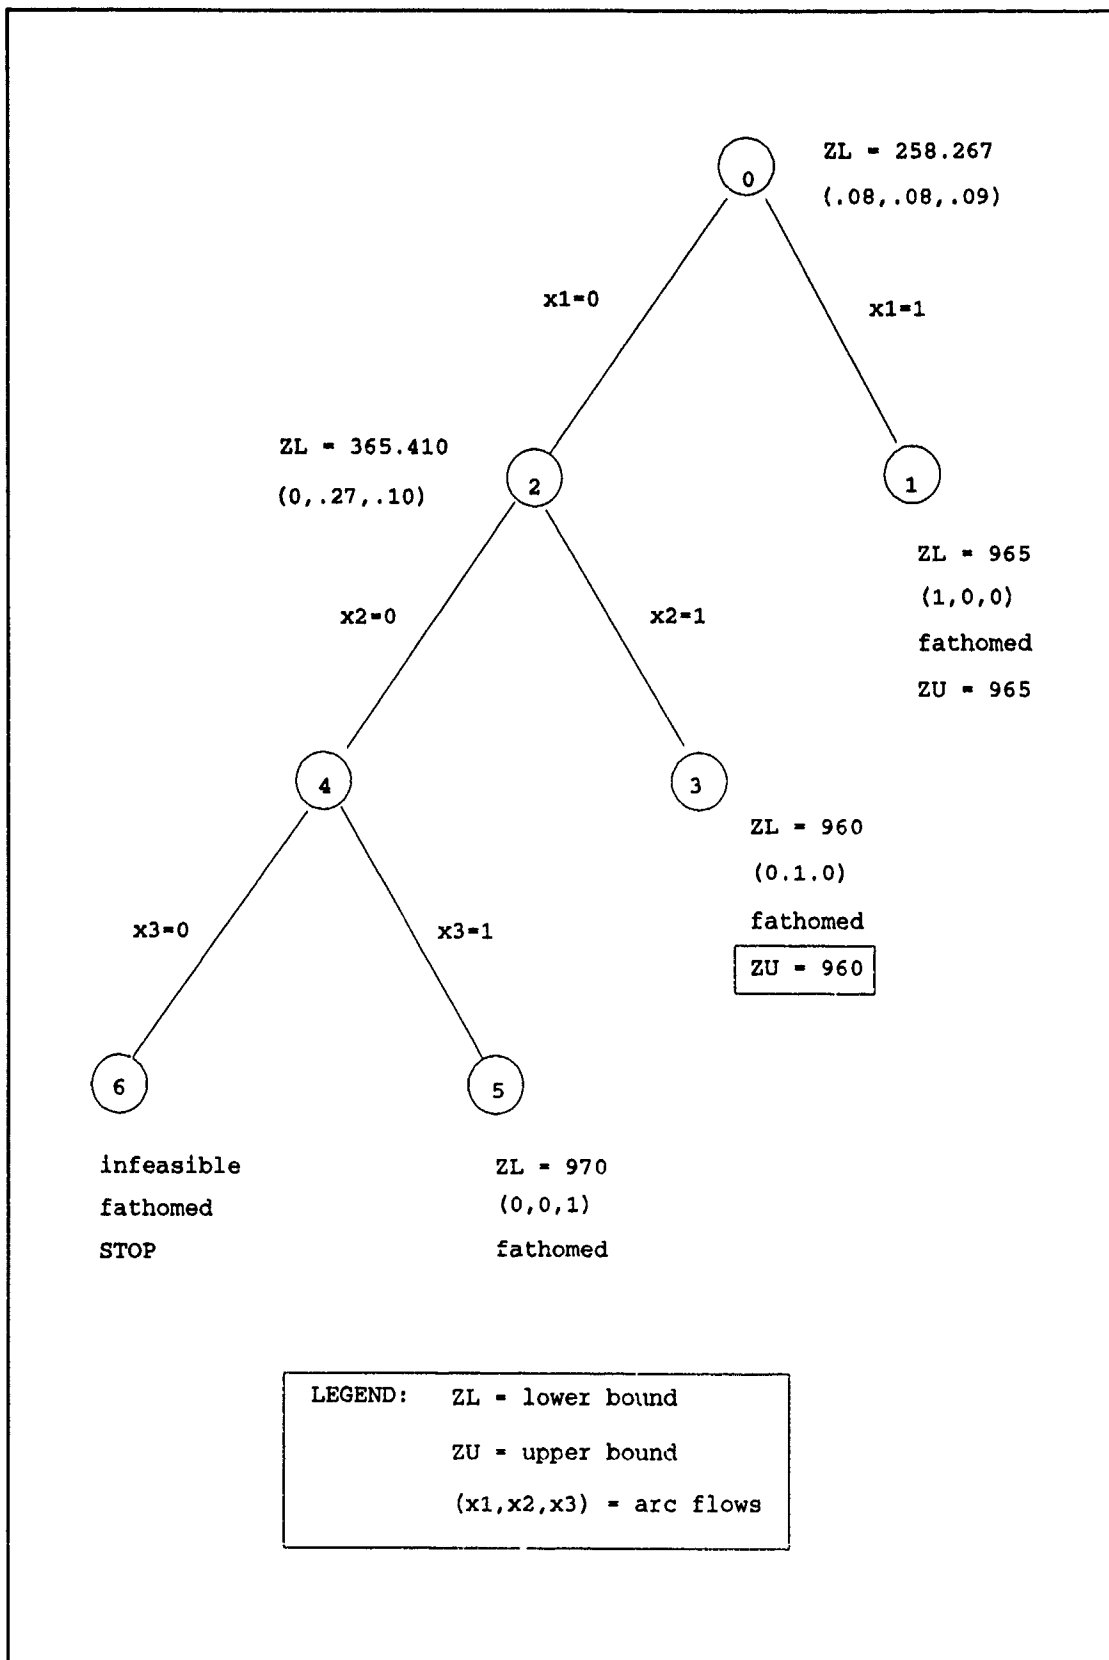 ZL = 258.267
0
(.08,.08,.09)
x1=0
x1=1
ZL = 365.410
(0,.27,.10)
2
1
ZL = 965
(1,0,0)
fathomed
ZU = 965
x2=0
x2=1
4
3
ZL = 960
(0.1.0)
fathomed
ZU = 960
x3=0
x3=1
6
5
infeasible
fathomed
STOP
ZL = 970
(0,0,1)
fathomed
LEGEND: ZL = lower bound
ZU = upper bound
(x1,x2,x3) = arc flows